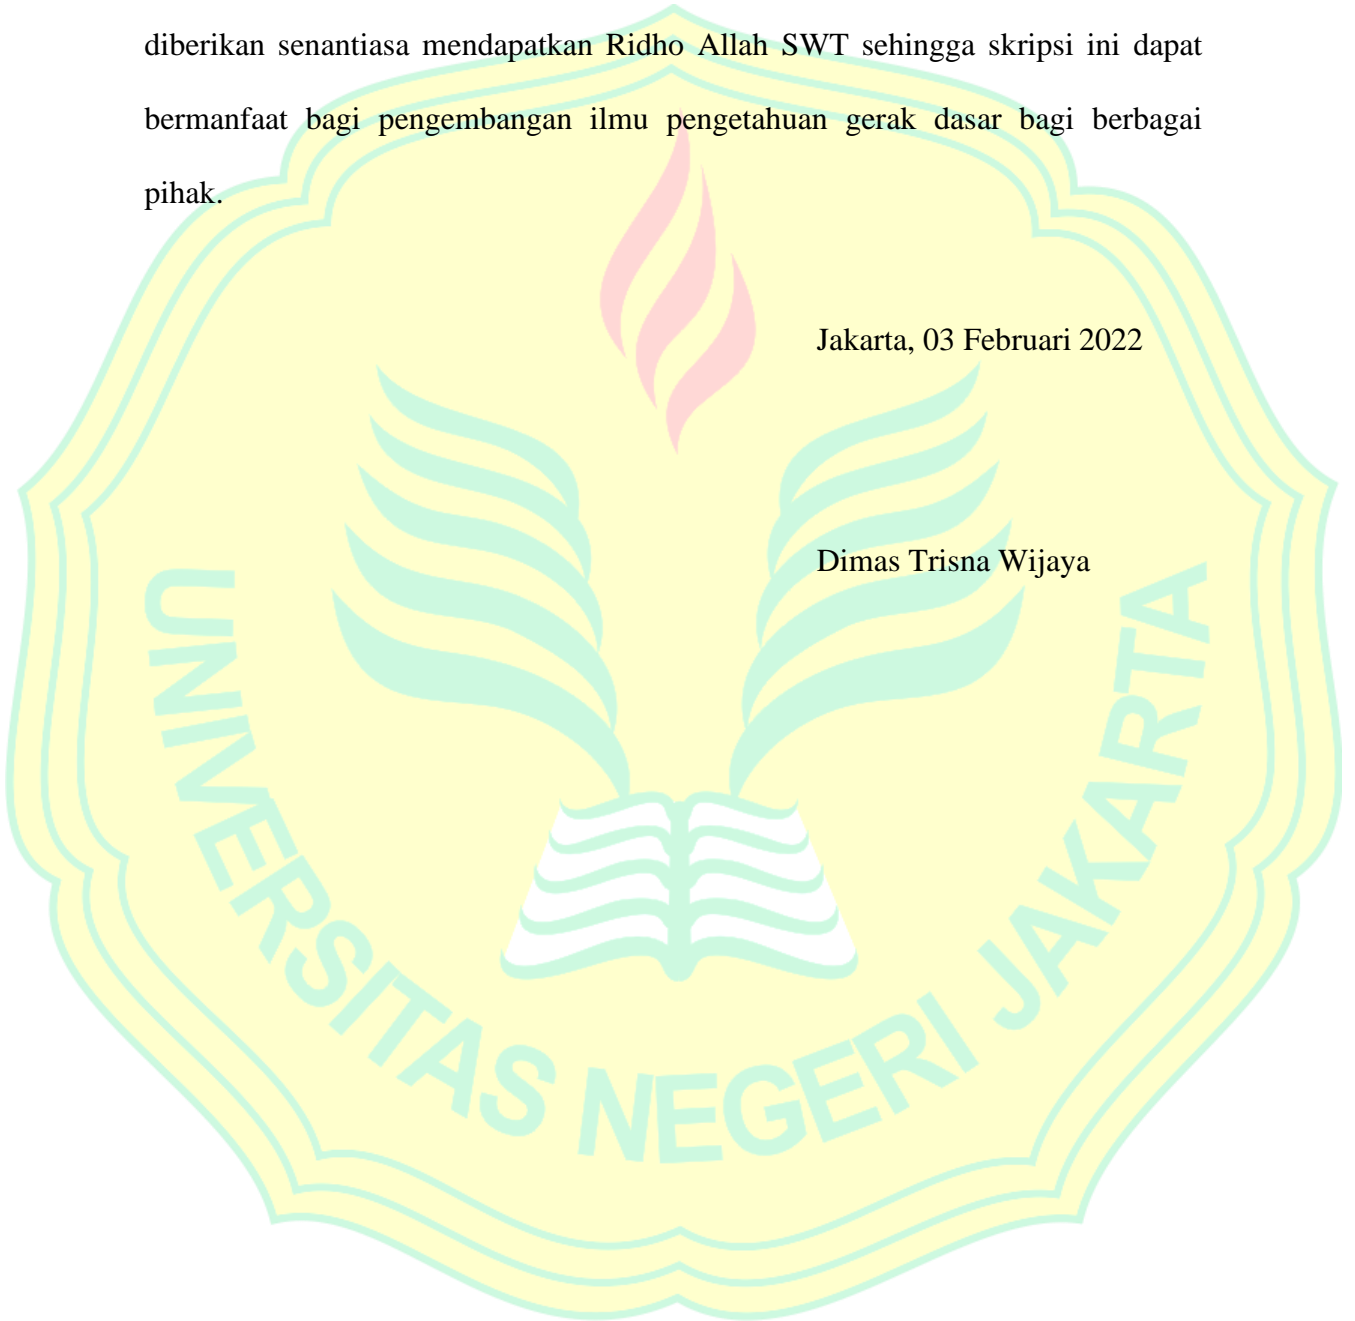 diberikan senantiasa mendapatkan Ridho Allah SWT sehingga skripsi ini dapat
bermanfaat bagi pengembangan ilmu pengetahuan gerak dasar bagi berbagai
pihak.
Jakarta, 03 Februari 2022
Dimas Trisna Wijaya
UNIVERSITAS NEGERI JAKARTA